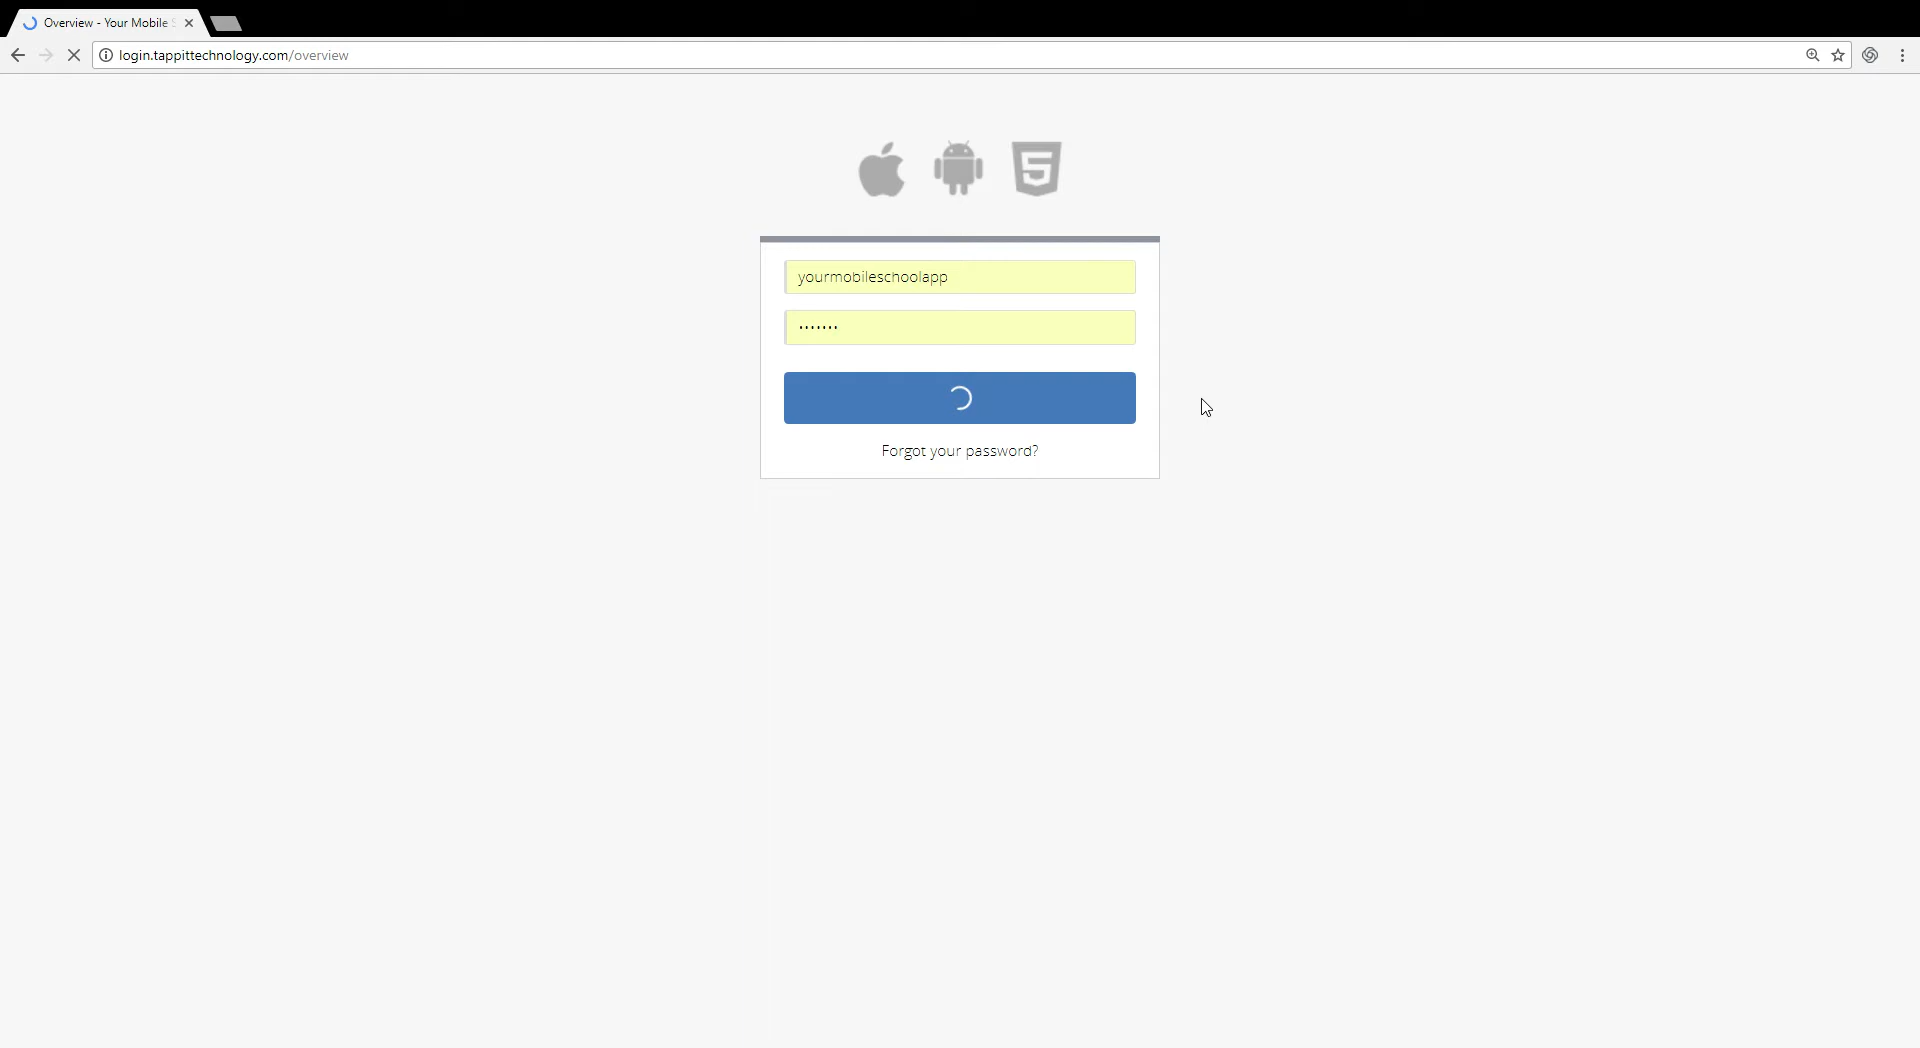 Overview - Your Mobile
login.tappittechnology.com/overview
yourmobileschoolapp
•••••••
Forgot your password?